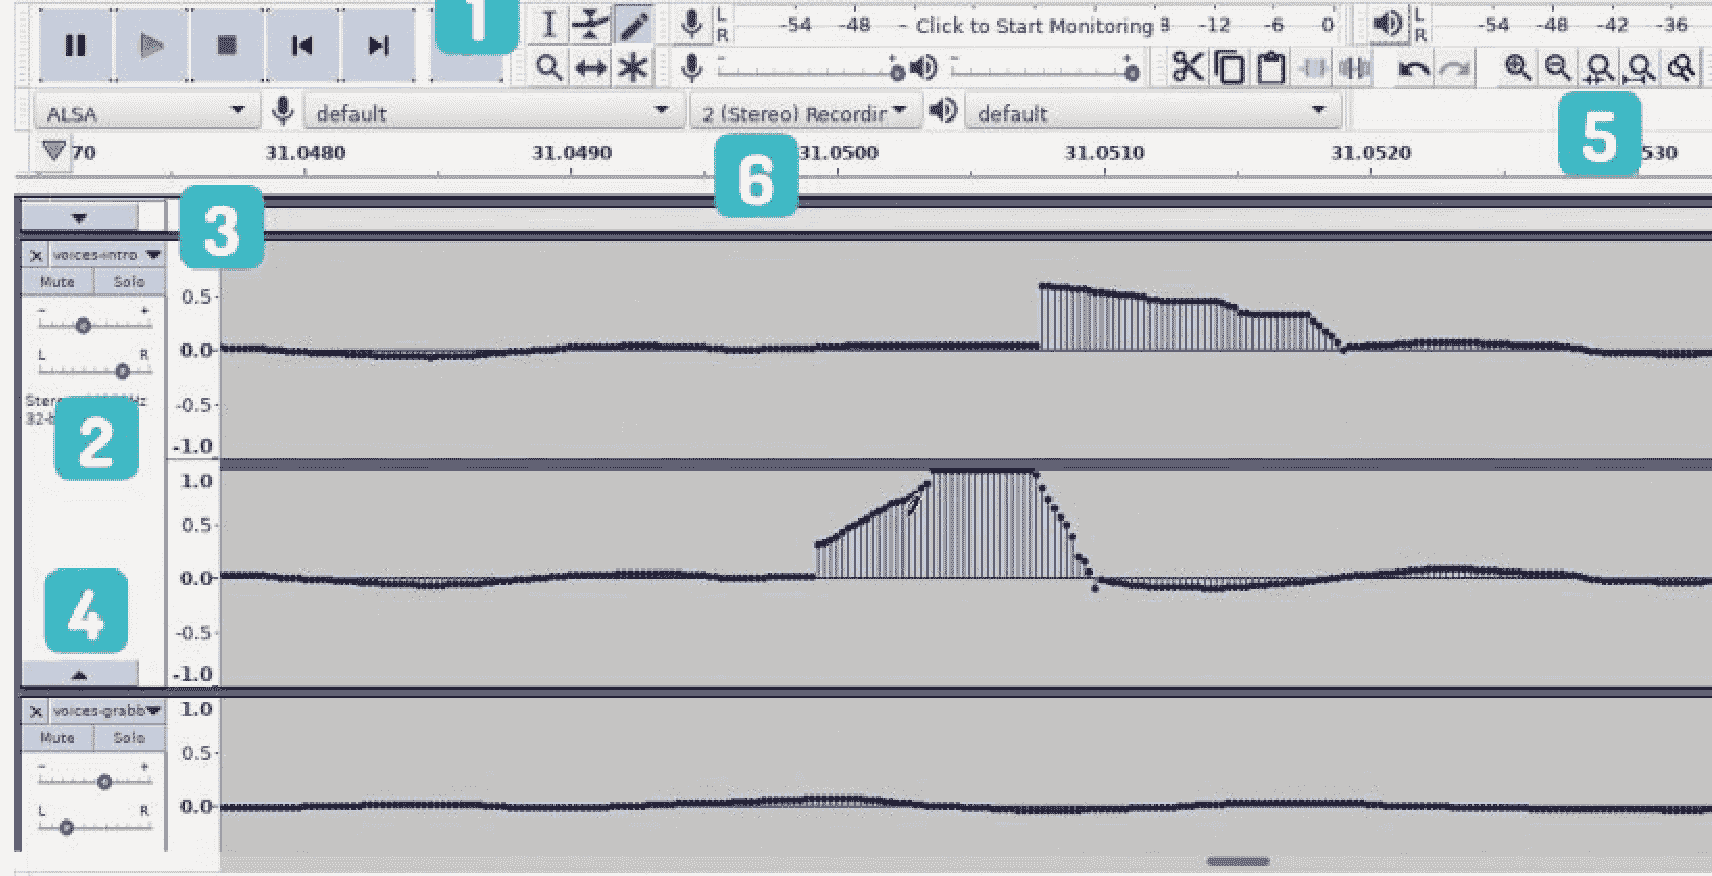 1
L
R
-54 -48 - Click to Start Monitoring 8 -12 -6 0
L
R
-54 -48 -42 -36
- +
- +
ALSA
default
2 (Stereo) Recordir
default
70 31.0480 31.0490 31.0500 31.0510 31.0520 530
5
6
3
X voices-intro
Mute Solo
- +
L R
Hz
32-b
2
4
0.5
0.0
-0.5
-1.0
1.0
0.5
0.0
-0.5
-1.0
X voices-grabb
Mute Solo
- +
L R
1.0
0.5
0.0